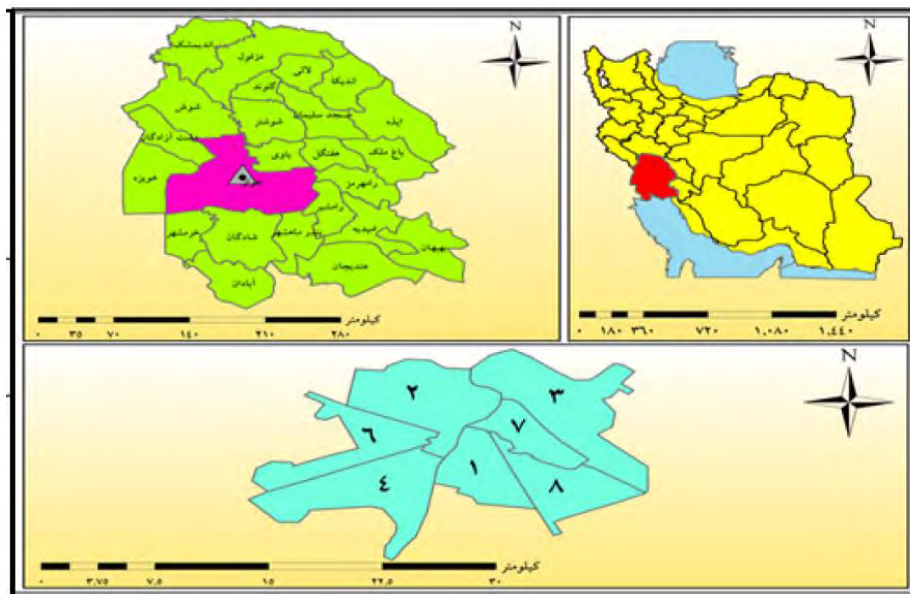 N
اندیمشک
دزفول
لالی
اندیکا
گتوند
شوش
شوشتر
مسجد سلیمان
ایذه
دشت آزادگان
باوی
هفتگل
باغ ملک
هویزه
رامهرمز
رامشیر
خرمشهر
شادگان
بندر ماهشهر
امیدیه
بهبهان
هندیجان
آبادان
کیلومتر
۰ ۳۵ ۷۰ ۱۴۰ ۲۱۰ ۲۸۰
N
کیلومتر
۰ ۱۸۰ ۳۶۰ ۷۲۰ ۱,۰۸۰ ۱,٤٤۰
N
۲
۳
۷
۶
۱
٤
۸
کیلومتر
۰ ۳,۷۵ ۷,۵ ۱۵ ۲۲,۵ ۳۰